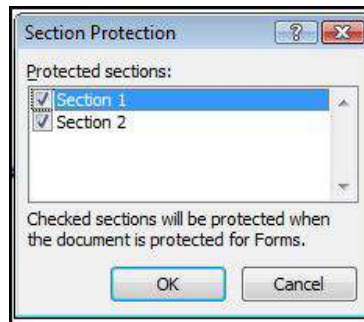 Section Protection
Protected sections:
Section 1
Section 2
Checked sections will be protected when
the document is protected for Forms.
OK Cancel